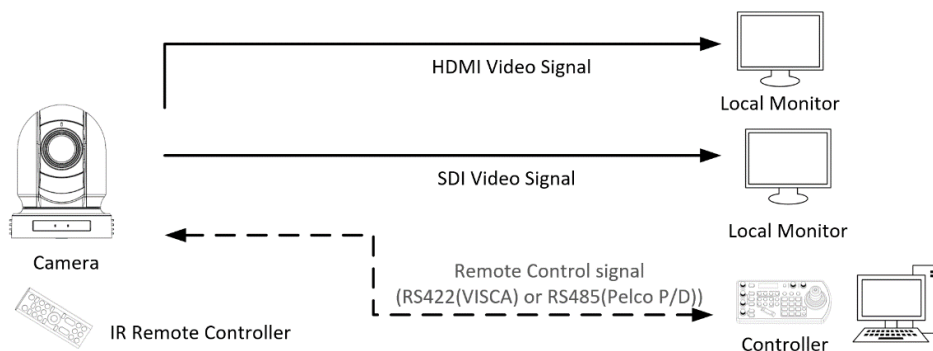 HDMI Video Signal
Local Monitor
SDI Video Signal
Local Monitor
Camera
Remote Control signal
(RS422(VISCA) or RS485(Pelco P/D))
IR Remote Controller
Controller